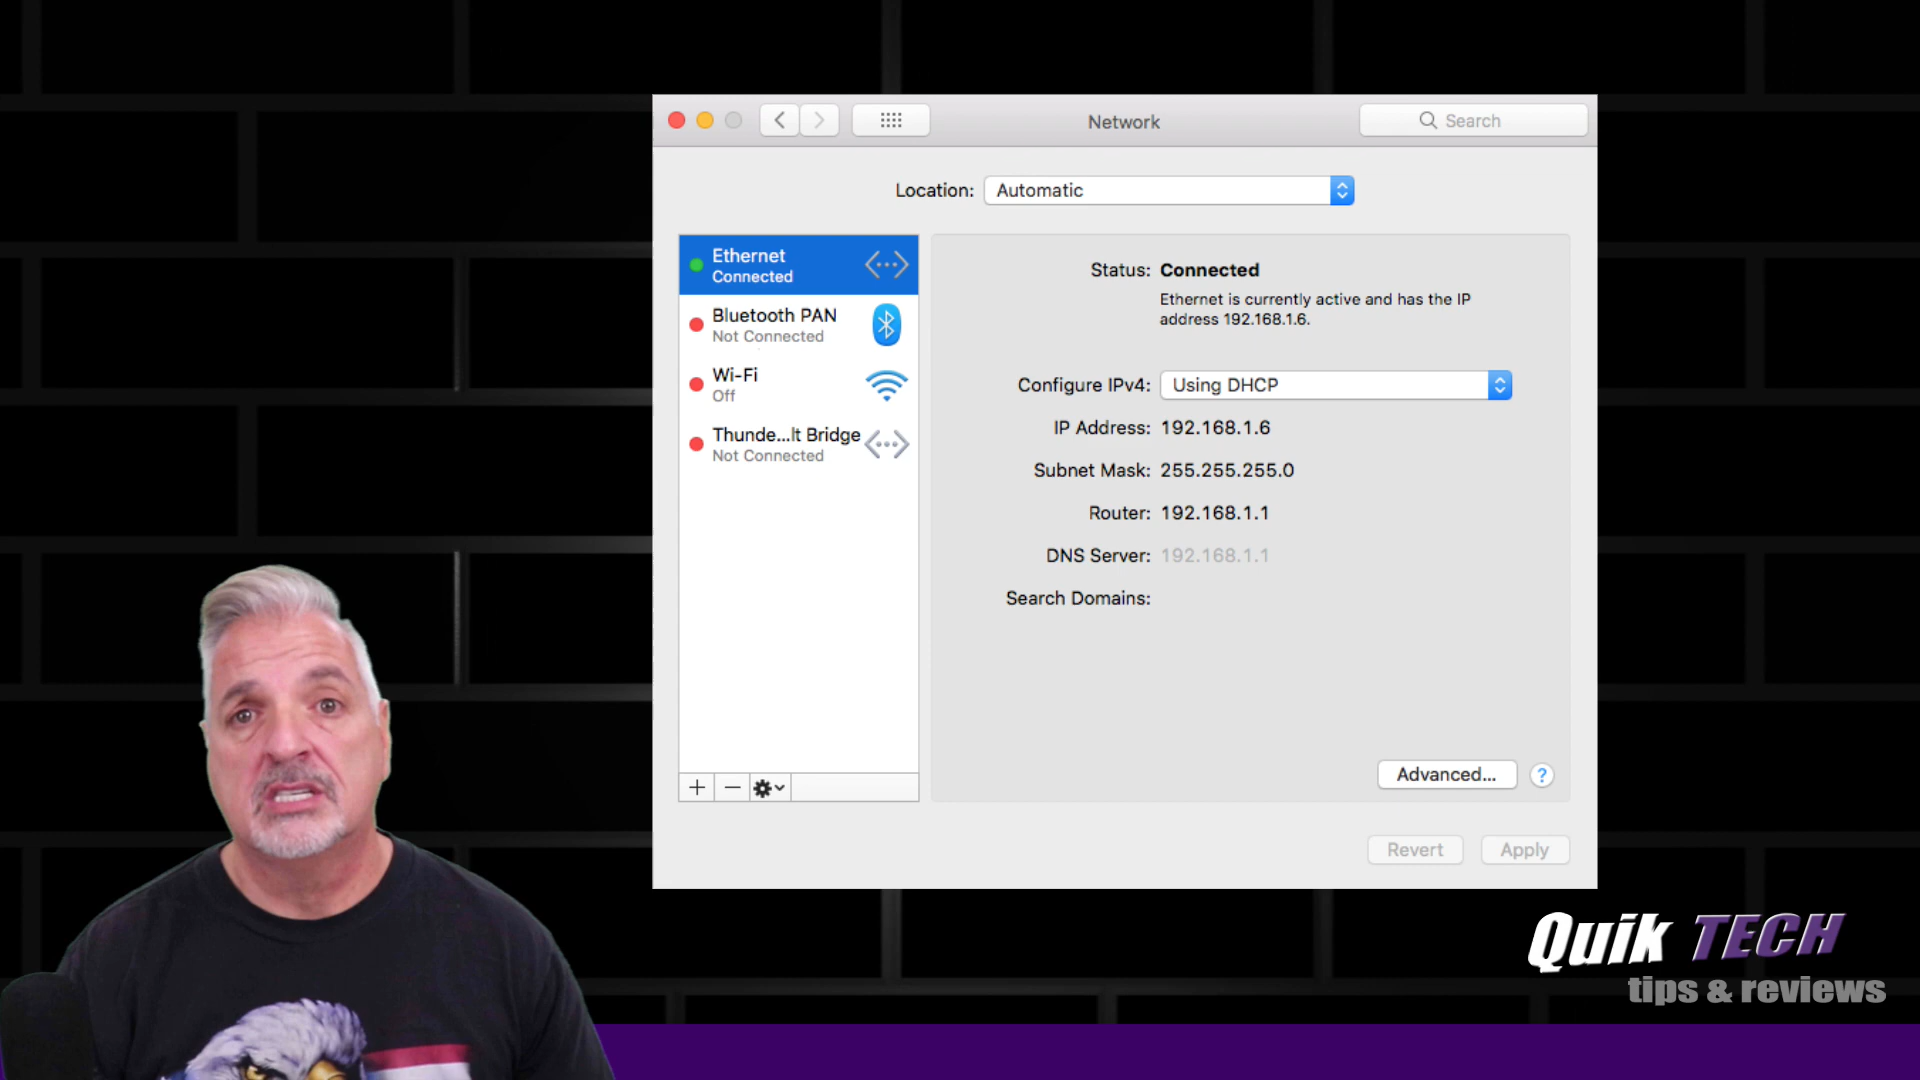 Network
Search
Location: Automatic
Ethernet
Connected
Bluetooth PAN
Not Connected
Wi-Fi
Off
Thunde...lt Bridge
Not Connected
Status: Connected
Ethernet is currently active and has the IP
address 192.168.1.6.
Configure IPv4: Using DHCP
IP Address: 192.168.1.6
Subnet Mask: 255.255.255.0
Router: 192.168.1.1
DNS Server: 192.168.1.1
Search Domains:
Advanced...
?
Revert
Apply
Quik TECH
tips & reviews